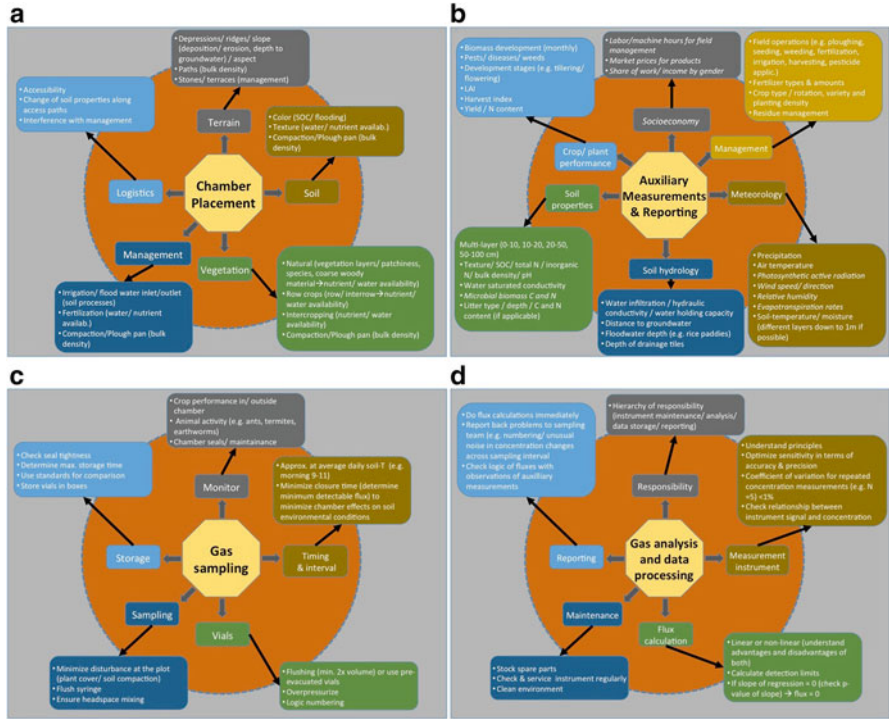 a
• Depressions/ ridges/ slope
(deposition/ erosion, depth to
groundwater) / aspect
• Paths (bulk density)
• Stones/ terraces (management)
• Accessibility
• Change of soil properties along
access paths
• Interference with management
Terrain
• Color (SOC/ flooding)
• Texture (water/ nutrient availab.)
• Compaction/Plough pan (bulk
density)
Logistics
Chamber
Placement
Soil
Management
Vegetation
• Irrigation/ flood water inlet/outlet
(soil processes)
• Fertilization (water/ nutrient
availab.)
• Compaction/Plough pan (bulk
density)
• Natural (vegetation layers/ patchiness,
species, coarse woody
material→nutrient/ water availability)
• Row crops (row/ interrow→nutrient/
water availability)
• Intercropping (nutrient/ water
availability)
• Compaction/Plough pan (bulk density)
b
• Biomass development (monthly)
• Pests/ diseases/ weeds
• Development stages (e.g. tillering/
flowering)
• LAI
• Harvest index
• Yield / N content
• Labor/machine hours for field
management
• Market prices for products
• Share of work/ income by gender
• Field operations (e.g. ploughing,
seeding, weeding, fertilization,
irrigation, harvesting, pesticide
applic.)
• Fertilizer types & amounts
• Crop type / rotation, variety and
planting density
• Residue management
Socioeconomy
Crop/ plant
performance
Management
Auxiliary
Measurements
& Reporting
Soil
properties
Meteorology
Soil hydrology
Multi-layer (0-10, 10-20, 20-50,
50-100 cm)
• Texture/ SOC/ total N / inorganic
N/ bulk density/ pH
• Water saturated conductivity
• Microbial biomass C and N
• Litter type / depth / C and N
content (if applicable)
• Water infiltration / hydraulic
conductivity / water holding capacity
• Distance to groundwater
• Floodwater depth (e.g. rice paddies)
• Depth of drainage tiles
• Precipitation
• Air temperature
• Photosynthetic active radiation
• Wind speed/ direction
• Relative humidity
• Evapotranspiration rates
• Soil-temperature/ moisture
(different layers down to 1m if
possible)
c
• Crop performance in/ outside
chamber
• Animal activity (e.g. ants, termites,
earthworms)
• Chamber seals/ maintainance
• Check seal tightness
• Determine max. storage time
• Use standards for comparison
• Store vials in boxes
Monitor
• Approx. at average daily soil-T (e.g.
morning 9-11)
• Minimize closure time (determine
minimum detectable flux) to
minimize chamber effects on soil
environmental conditions
Storage
Gas
sampling
Timing
& interval
Sampling
Vials
• Minimize disturbance at the plot
(plant cover/ soil compaction)
• Flush syringe
• Ensure headspace mixing
• Flushing (min. 2x volume) or use pre-
evacuated vials
• Overpressurize
• Logic numbering
d
• Do flux calculations immediately
• Report back problems to sampling
team (e.g. numbering/ unusual
noise in concentration changes
across sampling interval
• Check logic of fluxes with
observations of auxilliary
measurements
• Hierarchy of responsibility
(instrument maintenance/ analysis/
data storage/ reporting)
• Understand principles
• Optimize sensitivity in terms of
accuracy & precision
• Coefficient of variation for repeated
concentration measurements (e.g. N
=5) <1%
• Check relationship between
instrument signal and concentration
Responsibility
Reporting
Gas analysis
and data
processing
Measurement
instrument
Maintenance
Flux
calculation
• Stock spare parts
• Check & service instrument regularly
• Clean environment
• Linear or non-linear (understand
advantages and disadvantages of
both)
• Calculate detection limits
• If slope of regression = 0 (check p-
value of slope) → flux = 0